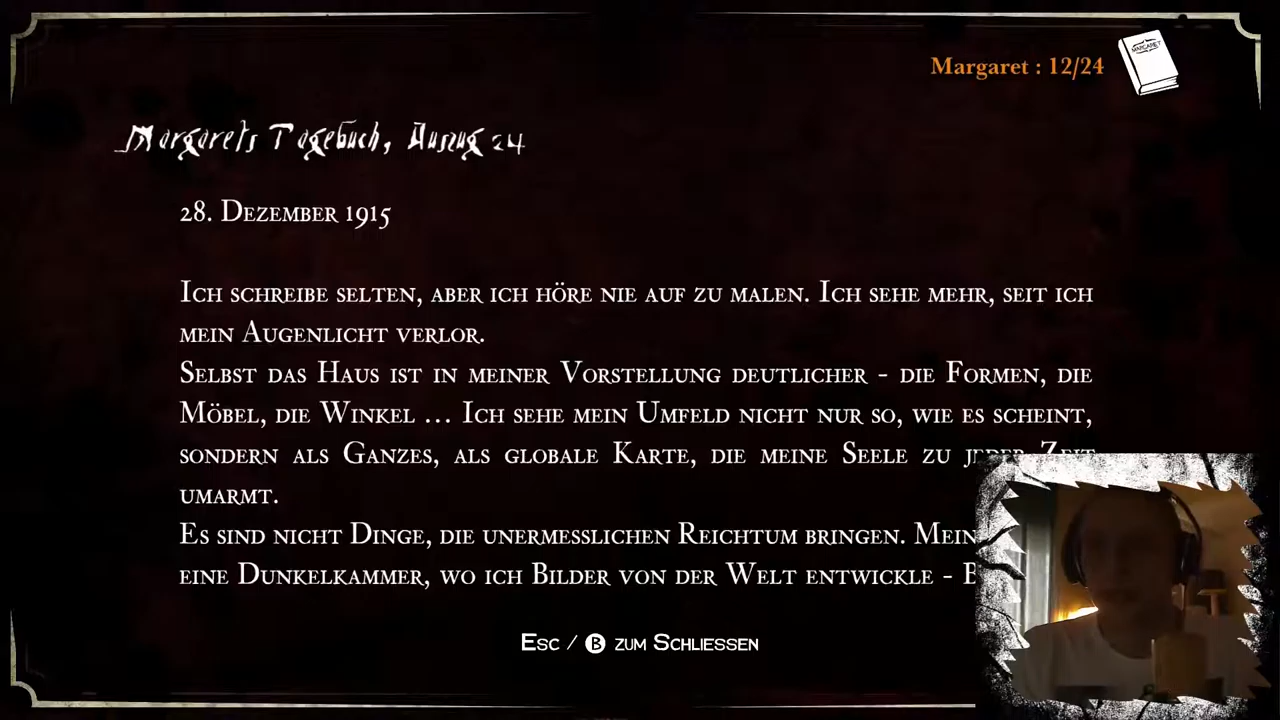 Margaret : 12/24
MARGARET
Margarets Tagebuch, Auszug 24
28. Dezember 1915
Ich schreibe selten, aber ich höre nie auf zu malen. Ich sehe mehr, seit ich
mein Augenlicht verlor.
Selbst das Haus ist in meiner Vorstellung deutlicher - die Formen, die
Möbel, die Winkel ... Ich sehe mein Umfeld nicht nur so, wie es scheint,
sondern als Ganzes, als globale Karte, die meine Seele zu jeder Zeit
umarmt.
Es sind nicht Dinge, die unermesslichen Reichtum bringen.
eine Dunkelkammer, wo ich Bilder von der Welt entwickle -
Esc / B zum Schliessen